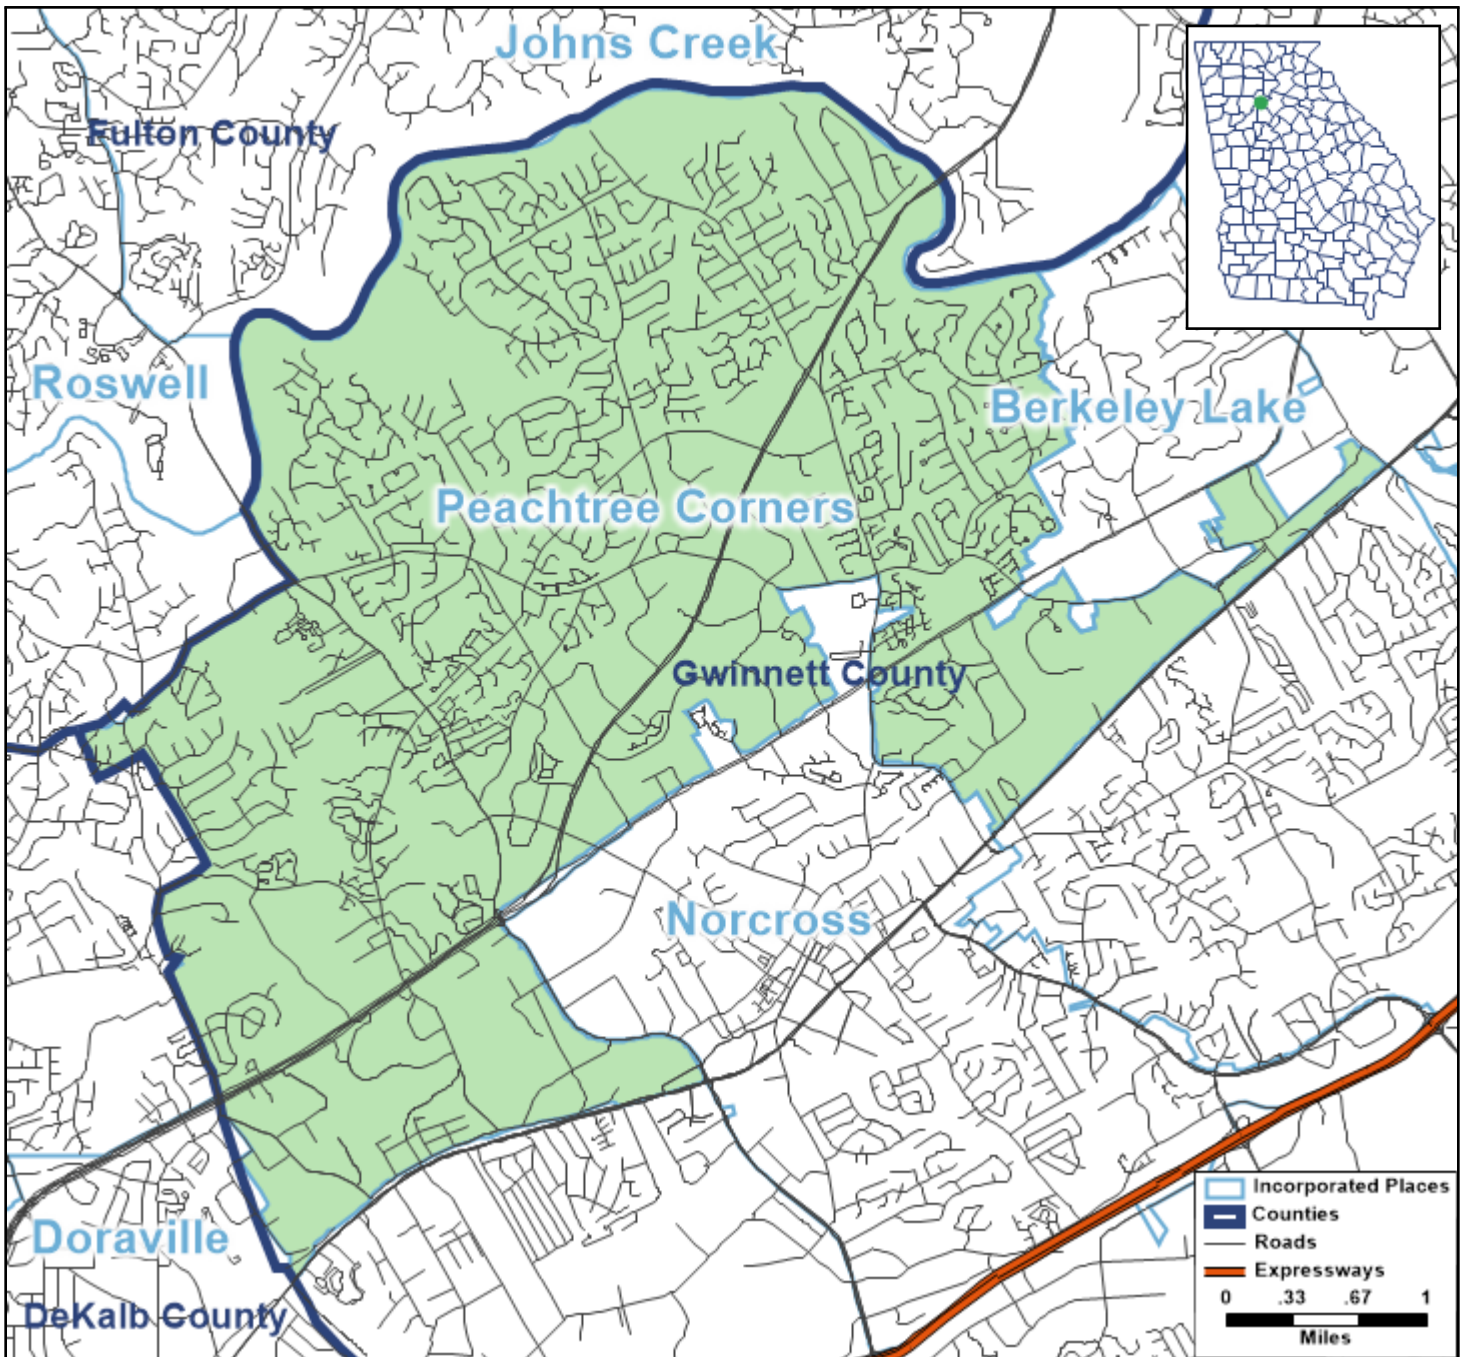 Johns Creek
Fulton County
Roswell
Berkeley Lake
Peachtree Corners
Gwinnett County
Norcross
Doraville
DeKalb County
Incorporated Places
Counties
Roads
Expressways
0 .33 .67 1
Miles